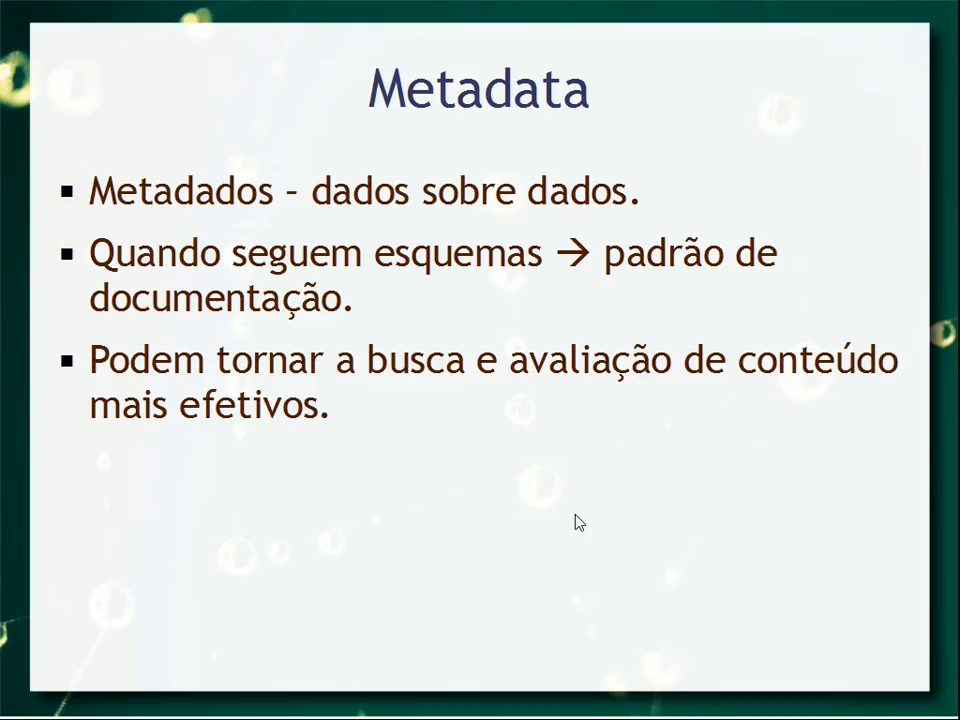 Metadata
▪ Metadados – dados sobre dados.
▪ Quando seguem esquemas → padrão de
documentação.
▪ Podem tornar a busca e avaliação de conteúdo
mais efetivos.